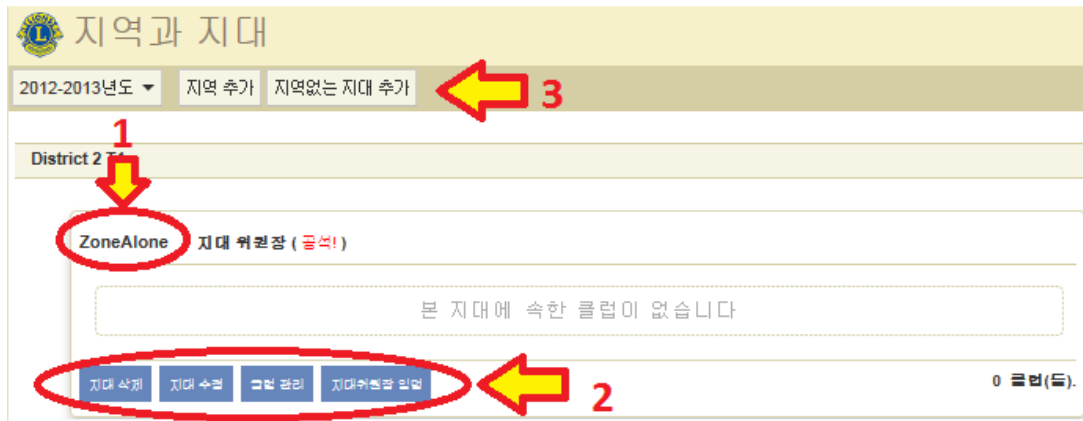 지역과 지대
2012-2013년도 지역 추가 지역없는 지대 추가 3
1
District 2 T1
ZoneAlone 지대 위원장 ( 공석! )
본 지대에 속한 클럽이 없습니다
지대 삭제 지대 수정 클럽 관리 지대위원장 임명 2 0 클럽(들).